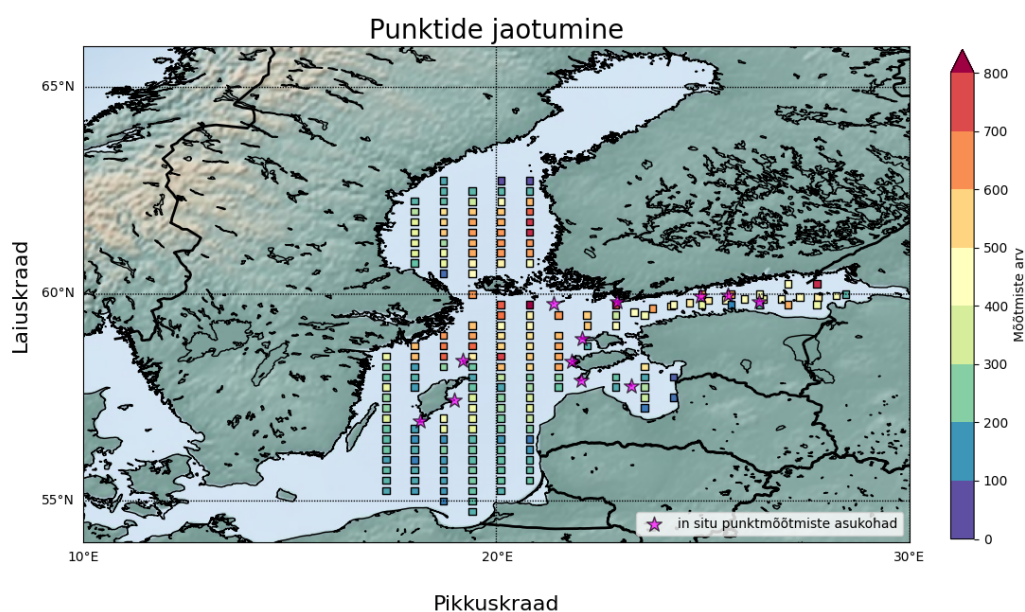 Punktide jaotumine
65°N
60°N
55°N
10°E
20°E
30°E
Laiuskraad
Pikkuskraad
in situ punktmõõtmiste asukohad
800
700
600
500
400
300
200
100
0
Mõõtmiste arv